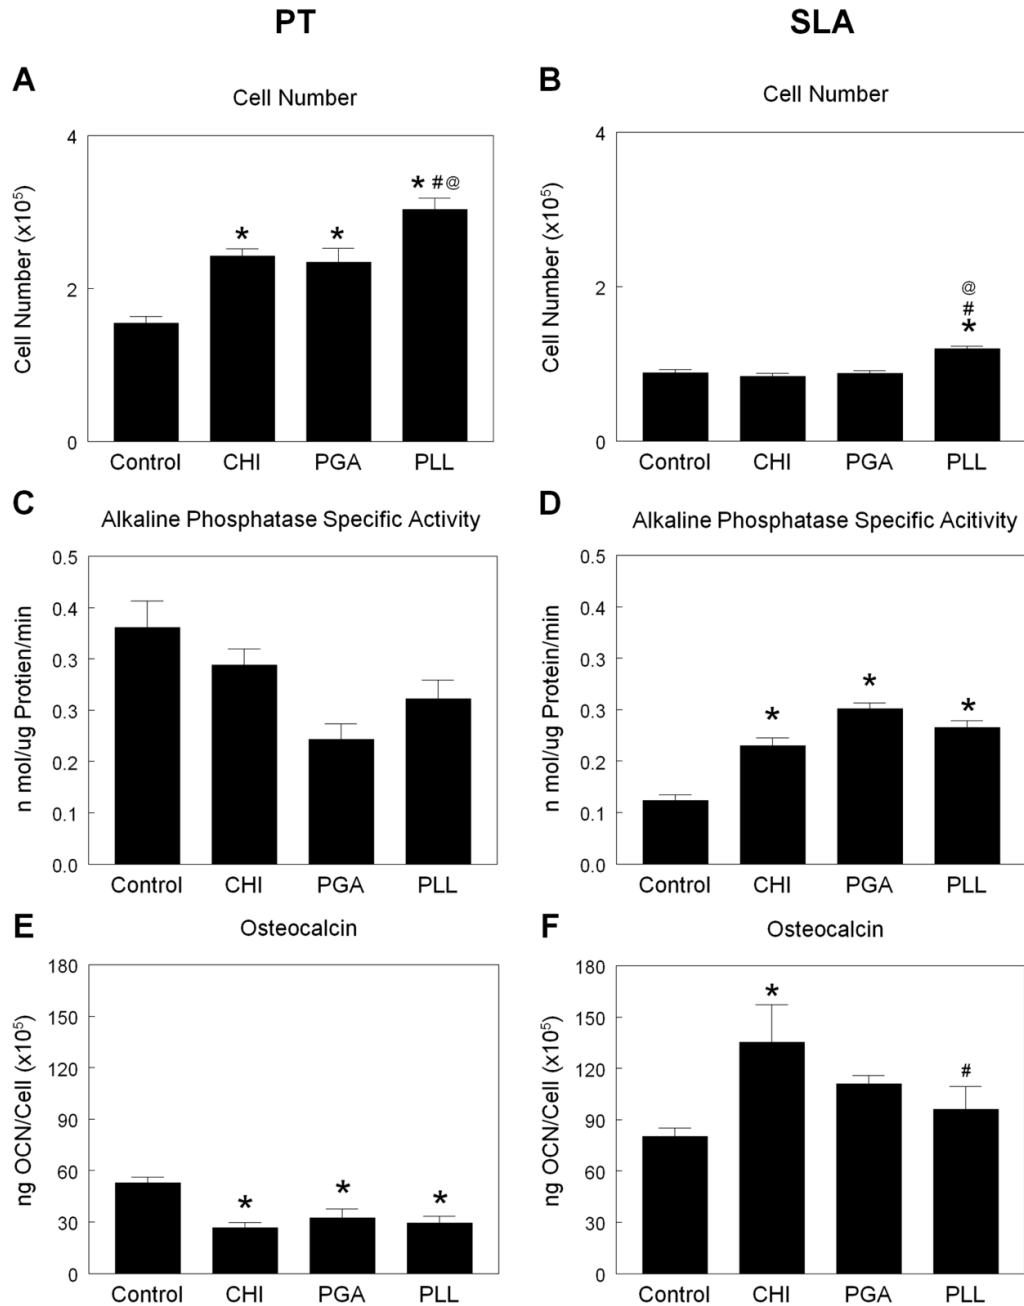 PT
SLA
A
Cell Number
Cell Number (x10⁵)
4
2
0
*
*
* # @
Control CHI PGA PLL
B
Cell Number
Cell Number (x10⁵)
4
2
0
@
#
*
Control CHI PGA PLL
C
Alkaline Phosphatase Specific Activity
n mol/ug Protien/min
0.5
0.4
0.3
0.3
0.2
0.1
0.0
Control CHI PGA PLL
D
Alkaline Phosphatase Specific Acitivity
n mol/ug Protein/min
0.5
0.4
0.3
0.3
0.2
0.1
0.0
*
*
*
Control CHI PGA PLL
E
Osteocalcin
ng OCN/Cell (x10⁵)
180
150
120
90
60
30
0
*
*
*
Control CHI PGA PLL
F
Osteocalcin
ng OCN/Cell (x10⁵)
180
150
120
90
60
30
0
*
#
Control CHI PGA PLL